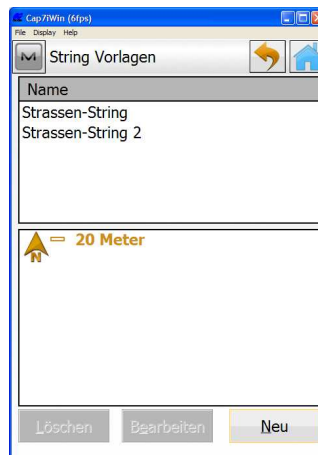 Cap7iWin (6fps)
File Display Help
M String Vorlagen
Name
Strassen-String
Strassen-String 2
20 Meter
N
Löschen Bearbeiten Neu